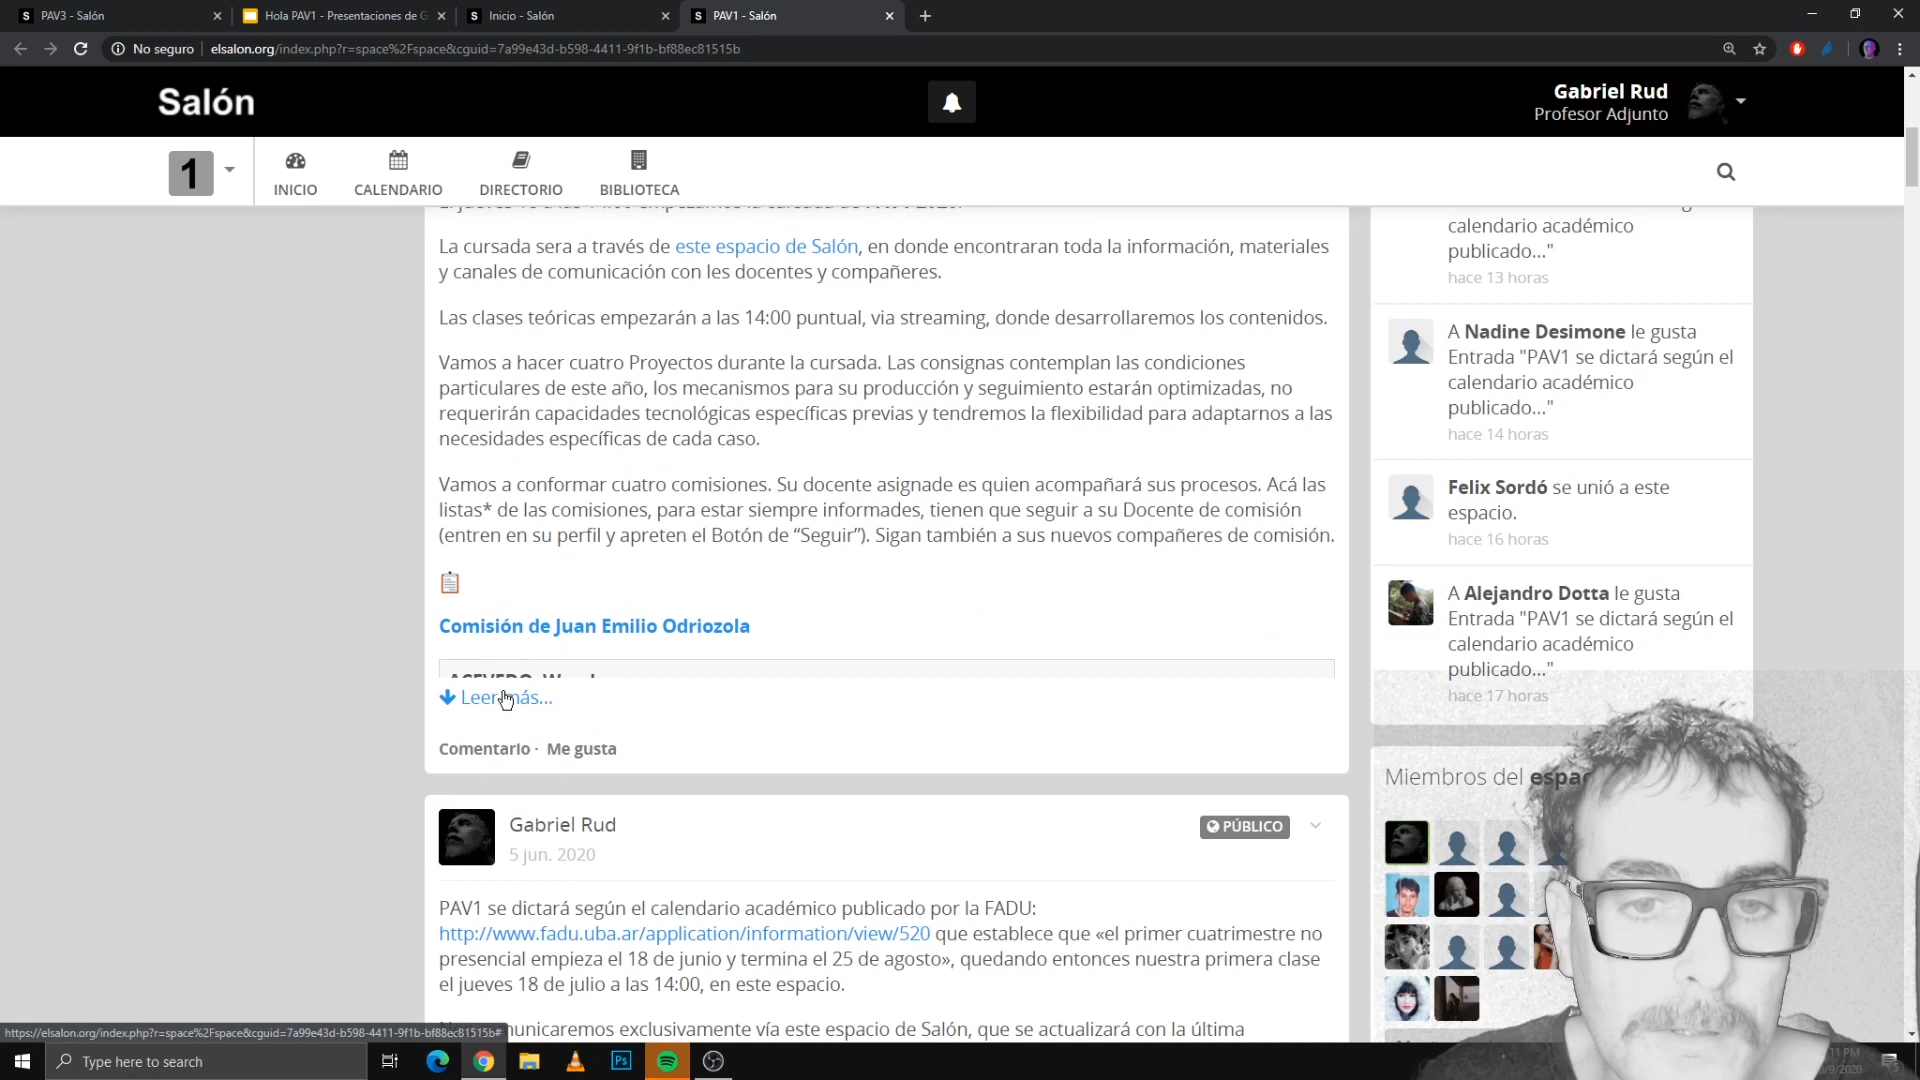 PAV3 - Salón
Hola PAV1 - Presentaciones de G
Inicio - Salón
PAV1 - Salón
No seguro
elsalon.org/index.php?r=space%2Fspace&cguid=7a99e43d-b598-4411-9f1b-bf88ec81515b
Salón
Gabriel Rud
Profesor Adjunto
1
INICIO
CALENDARIO
DIRECTORIO
BIBLIOTECA
La cursada sera a través de este espacio de Salón, en donde encontraran toda la información, materiales
y canales de comunicación con les docentes y compañeres.
Las clases teóricas empezarán a las 14:00 puntual, via streaming, donde desarrollaremos los contenidos.
Vamos a hacer cuatro Proyectos durante la cursada. Las consignas contemplan las condiciones
particulares de este año, los mecanismos para su producción y seguimiento estarán optimizadas, no
requerirán capacidades tecnológicas específicas previas y tendremos la flexibilidad para adaptarnos a las
necesidades específicas de cada caso.
Vamos a conformar cuatro comisiones. Su docente asignade es quien acompañará sus procesos. Acá las
listas* de las comisiones, para estar siempre informades, tienen que seguir a su Docente de comisión
(entren en su perfil y apreten el Botón de “Seguir”). Sigan también a sus nuevos compañeres de comisión.
Comisión de Juan Emilio Odriozola
Leer más...
Comentario · Me gusta
Gabriel Rud
5 jun. 2020
PÚBLICO
PAV1 se dictará según el calendario académico publicado por la FADU:
http://www.fadu.uba.ar/application/information/view/520 que establece que «el primer cuatrimestre no
presencial empieza el 18 de junio y termina el 25 de agosto», quedando entonces nuestra primera clase
el jueves 18 de julio a las 14:00, en este espacio.
exclusivamente vía este espacio de Salón, que se actualizará con la última
calendario académico
publicado..."
hace 13 horas
A Nadine Desimone le gusta
Entrada "PAV1 se dictará según el
calendario académico
publicado..."
hace 14 horas
Felix Sordó se unió a este
espacio.
hace 16 horas
A Alejandro Dotta le gusta
Entrada "PAV1 se dictará según el
calendario académico
publicado..."
hace 17 horas
Miembros del
https://elsalon.org/index.php?r=space%2Fspace&cguid=7a99e43d-b598-4411-9f1b-bf88ec81515b#
Type here to search
Ps